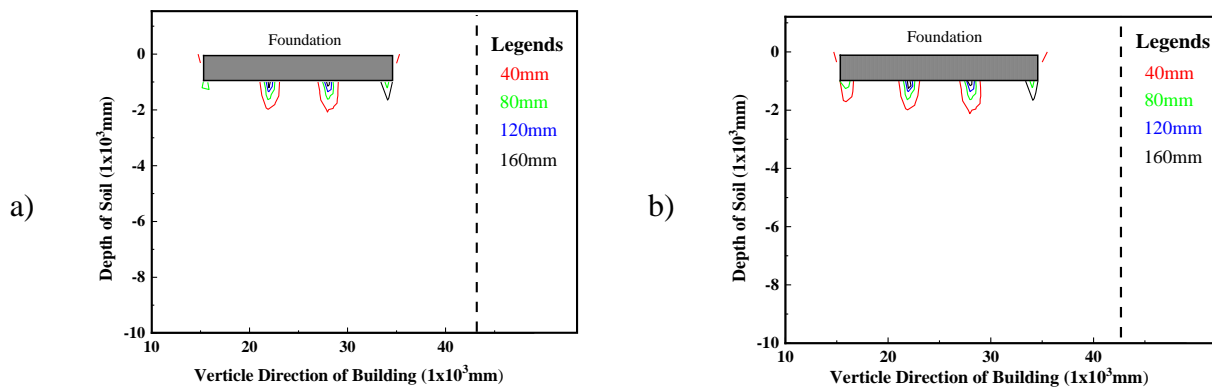 a)
Foundation
Legends
40mm
80mm
120mm
160mm
0
-2
-4
-6
-8
-10
Depth of Soil (1x10³mm)
10 20 30 40
Verticle Direction of Building (1x10³mm)
b)
Foundation
Legends
40mm
80mm
120mm
160mm
0
-2
-4
-6
-8
-10
Depth of Soil (1x10³mm)
10 20 30 40
Verticle Direction of Building (1x10³mm)